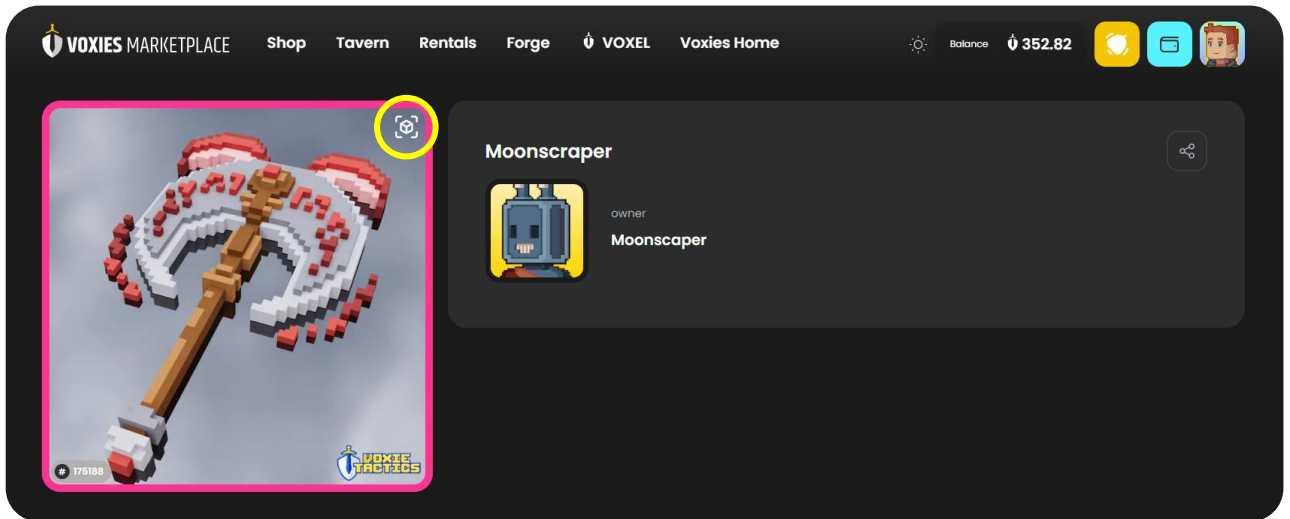 VOXIES MARKETPLACE Shop Tavern Rentals Forge VOXEL Voxies Home Balance 352.82
Moonscraper
owner
Moonscaper
# 175188
VOXIE
TACTICS